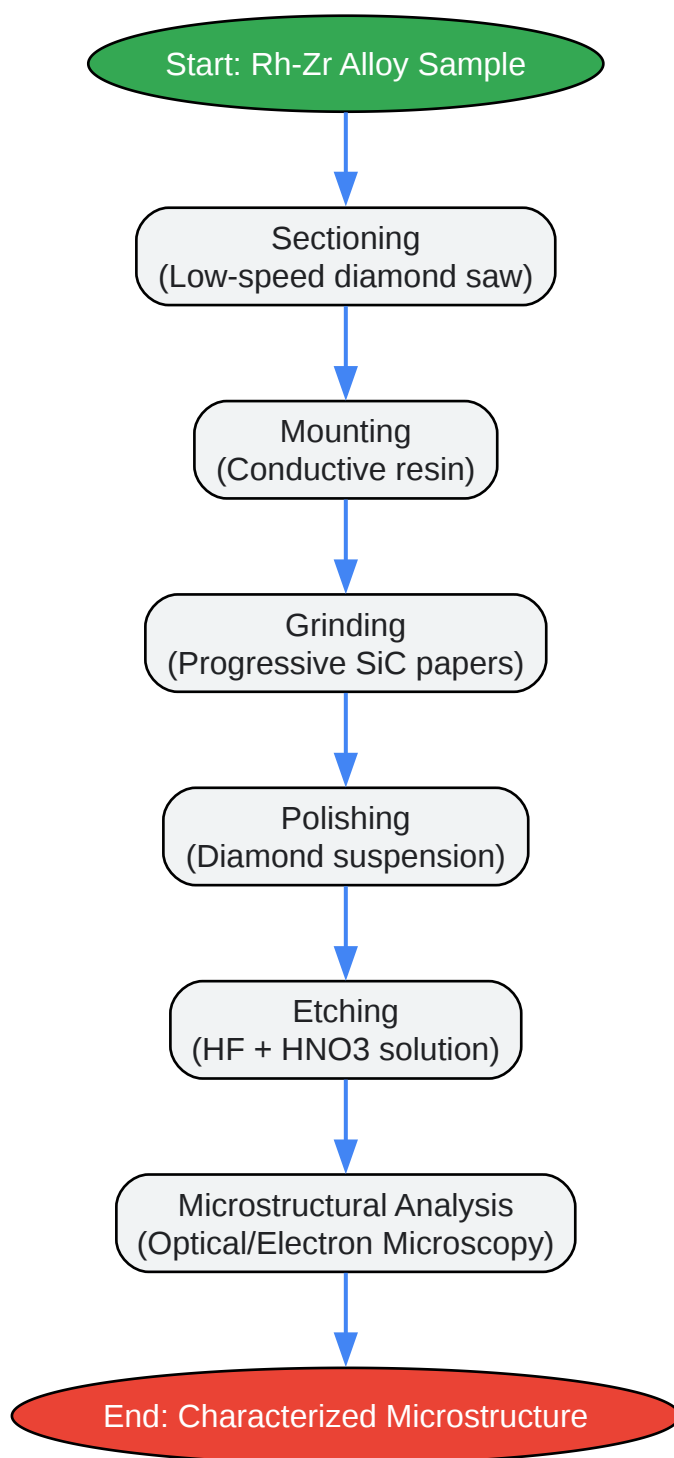 Start: Rh-Zr Alloy Sample
Sectioning
(Low-speed diamond saw)
Mounting
(Conductive resin)
Grinding
(Progressive SiC papers)
Polishing
(Diamond suspension)
Etching
(HF + HNO3 solution)
Microstructural Analysis
(Optical/Electron Microscopy)
End: Characterized Microstructure